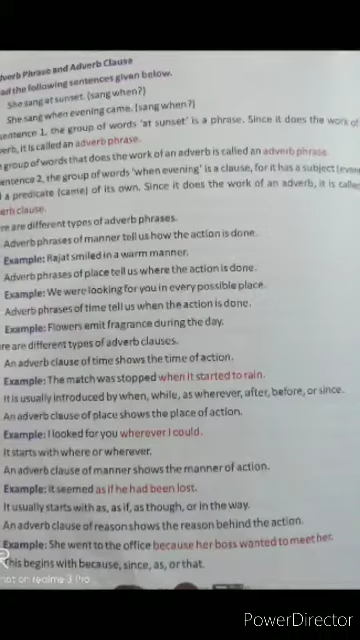 dverb Phrase and Adverb Clause
ad the following sentences given below.
She sang at sunset. (sang when?)
She sang when evening came. (sang when?)
sentence 1, the group of words 'at sunset' is a phrase. Since it does the work of
verb, it is called an adverb phrase.
group of words that does the work of an adverb is called an adverb phrase.
entence 2, the group of words 'when evening' is a clause, for it has a subject (even
a predicate (came) of its own. Since it does the work of an adverb, it is calle
erb clause.
re are different types of adverb phrases.
Adverb phrases of manner tell us how the action is done.
Example: Rajat smiled in a warm manner.
Adverb phrases of place tell us where the action is done.
Example: We were looking for you in every possible place.
Adverb phrases of time tell us when the action is done.
Example: Flowers emit fragrance during the day.
re are different types of adverb clauses.
An adverb clause of time shows the time of action.
Example: The match was stopped when it started to rain.
It is usually introduced by when, while, as wherever, after, before, or since.
An adverb clause of place shows the place of action.
Example: I looked for you wherever I could.
It starts with where or wherever.
An adverb clause of manner shows the manner of action.
Example: It seemed as if he had been lost.
It usually starts with as, as if, as though, or in the way.
An adverb clause of reason shows the reason behind the action.
Example: She went to the office because her boss wanted to meet her.
This begins with because, since, as, or that.
hot on realme 3 Pro
PowerDirector